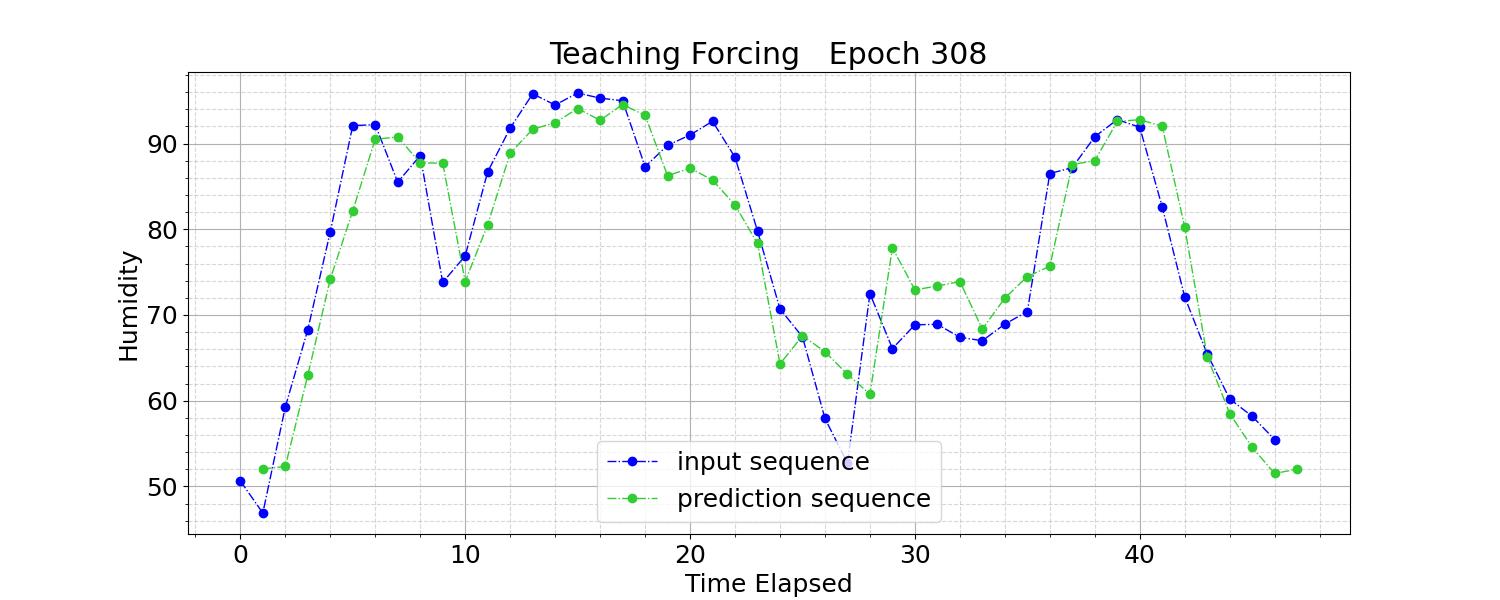 Teaching Forcing   Epoch 308
Humidity
90
80
70
60
50
input sequence
prediction sequence
0 10 20 30 40
Time Elapsed